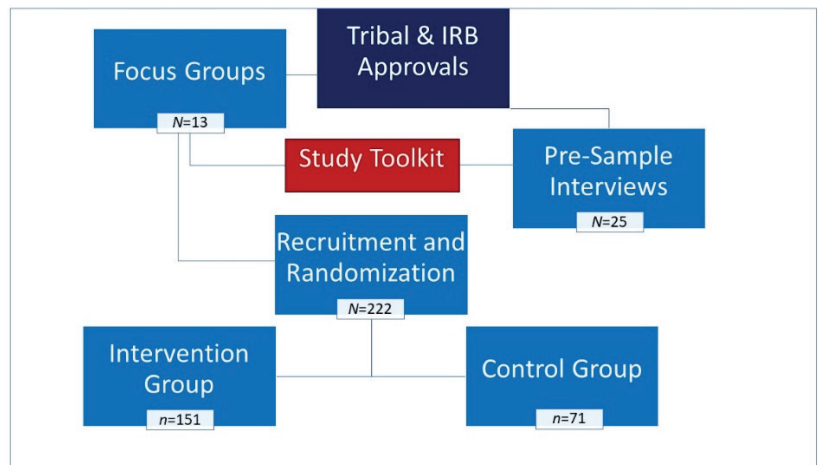 Tribal & IRB
Approvals
Focus Groups
N=13
Study Toolkit
Pre-Sample
Interviews
N=25
Recruitment and
Randomization
N=222
Intervention
Group
n=151
Control Group
n=71